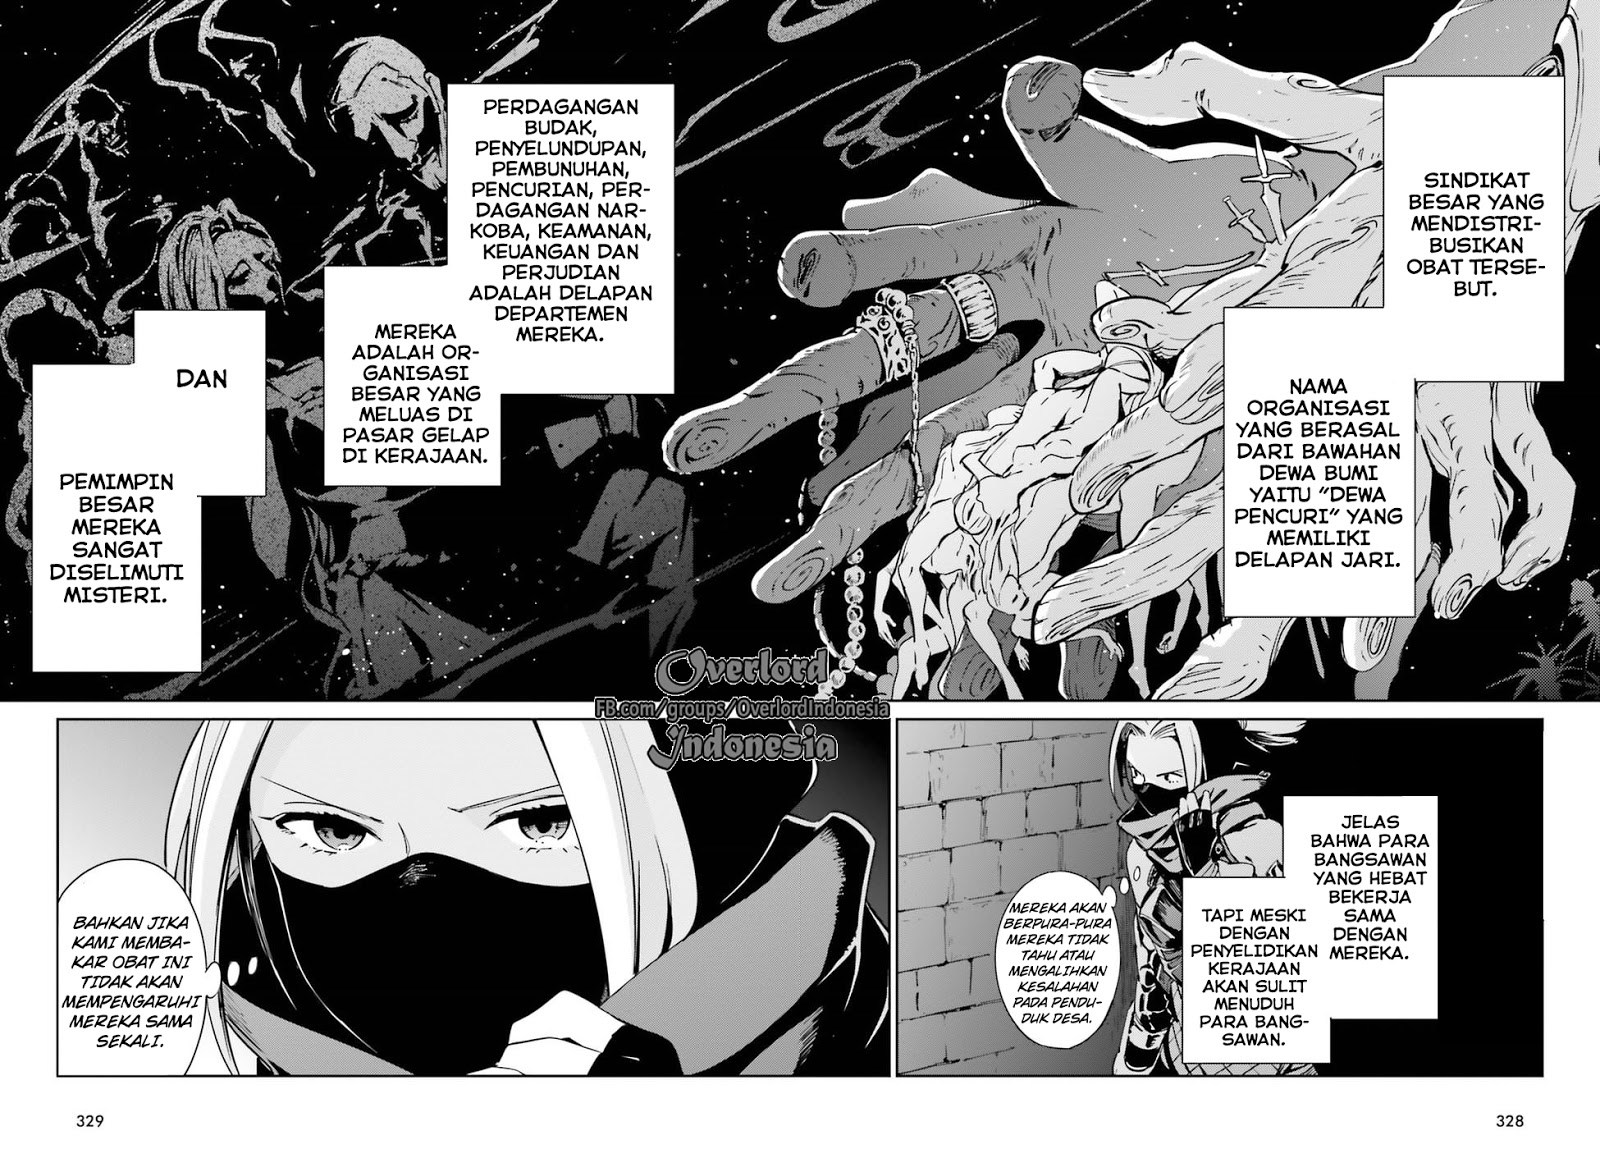 SINDIKAT
BESAR YANG
MENDISTRI-
BUSIKAN
OBAT TERSE-
BUT.
NAMA
ORGANISASI
YANG BERASAL
DARI BAWAHAN
DEWA BUMI
YAITU "DEWA
PENCURI" YANG
MEMILIKI
DELAPAN JARI.
PERDAGANGAN
BUDAK,
PENYELUNDUPAN,
PEMBUNUHAN,
PENCURIAN, PER-
DAGANGAN NAR-
KOBA, KEAMANAN,
KEUANGAN DAN
PERJUDIAN
ADALAH DELAPAN
DEPARTEMEN
MEREKA.
MEREKA
ADALAH OR-
GANISASI
BESAR YANG
MELUAS DI
PASAR GELAP
DI KERAJAAN.
DAN
PEMIMPIN
BESAR
MEREKA
SANGAT
DISELIMUTI
MISTERI.
Overlord
FB.com/groups/OverlordIndonesia
Indonesia
JELAS
BAHWA PARA
BANGSAWAN
YANG HEBAT
BEKERJA
SAMA
DENGAN
MEREKA.
TAPI MESKI
DENGAN
PENYELIDIKAN
KERAJAAN
AKAN SULIT
MENUDUH
PARA BANG-
SAWAN.
MEREKA AKAN
BERPURA-PURA
MEREKA TIDAK
TAHU ATAU
MENGALIHKAN
KESALAHAN
PADA PENDU-
DUK DESA.
BAHKAN JIKA
KAMI MEMBA-
KAR OBAT INI
TIDAK AKAN
MEMPENGARUHI
MEREKA SAMA
SEKALI.
329
328